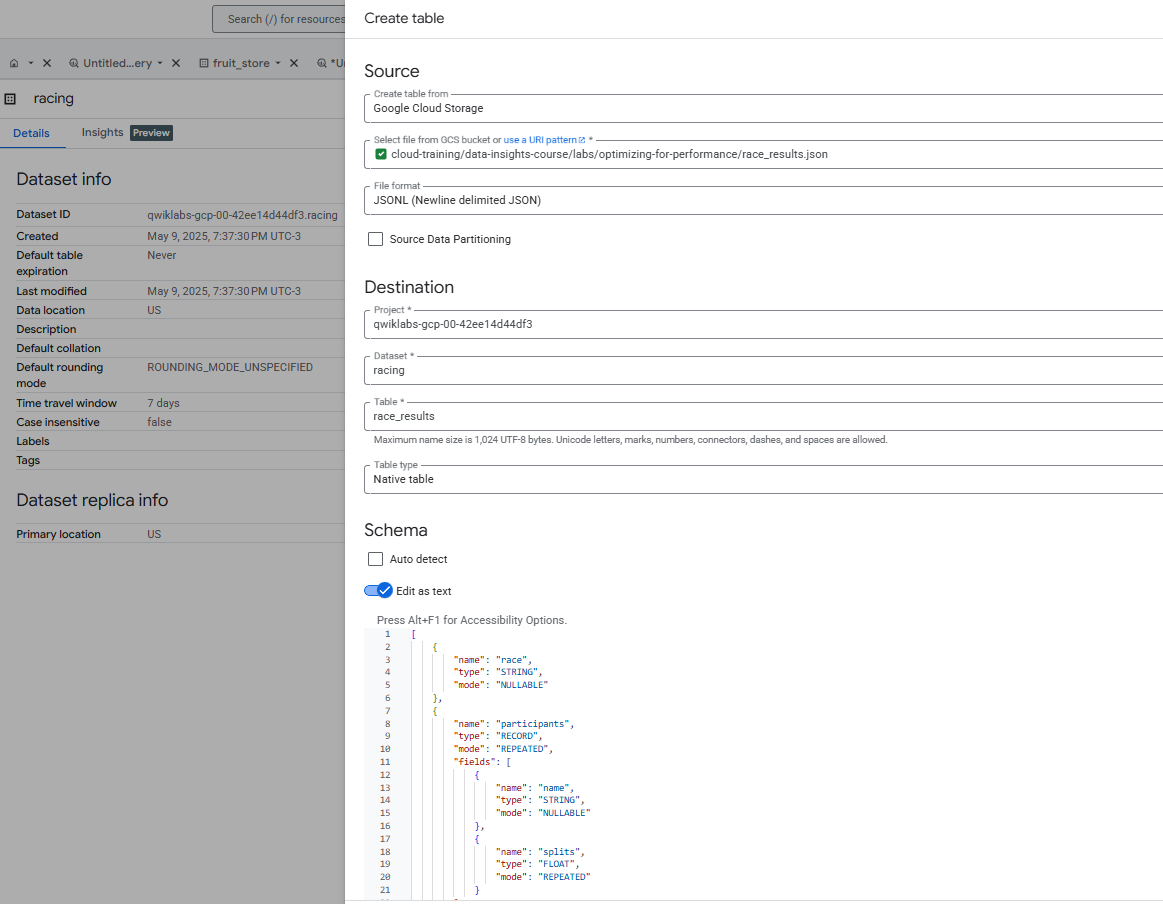 Search (/) for resources
Untitled...ery
fruit_store
racing
Details
Insights
Preview
Dataset info
Dataset ID qwiklabs-gcp-00-42ee14d44df3.racing
Created May 9, 2025, 7:37:30 PM UTC-3
Default table expiration Never
Last modified May 9, 2025, 7:37:30 PM UTC-3
Data location US
Description
Default collation
Default rounding mode ROUNDING_MODE_UNSPECIFIED
Time travel window 7 days
Case insensitive false
Labels
Tags
Dataset replica info
Primary location US
Create table
Source
Create table from
Google Cloud Storage
Select file from GCS bucket or use a URI pattern *
cloud-training/data-insights-course/labs/optimizing-for-performance/race_results.json
File format
JSONL (Newline delimited JSON)
Source Data Partitioning
Destination
Project *
qwiklabs-gcp-00-42ee14d44df3
Dataset *
racing
Table *
race_results
Maximum name size is 1,024 UTF-8 bytes. Unicode letters, marks, numbers, connectors, dashes, and spaces are allowed.
Table type
Native table
Schema
Auto detect
Edit as text
Press Alt+F1 for Accessibility Options.
1 [
2 {
3 "name": "race",
4 "type": "STRING",
5 "mode": "NULLABLE"
6 },
7 {
8 "name": "participants",
9 "type": "RECORD",
10 "mode": "REPEATED",
11 "fields": [
12 {
13 "name": "name",
14 "type": "STRING",
15 "mode": "NULLABLE"
16 },
17 {
18 "name": "splits",
19 "type": "FLOAT",
20 "mode": "REPEATED"
21 }